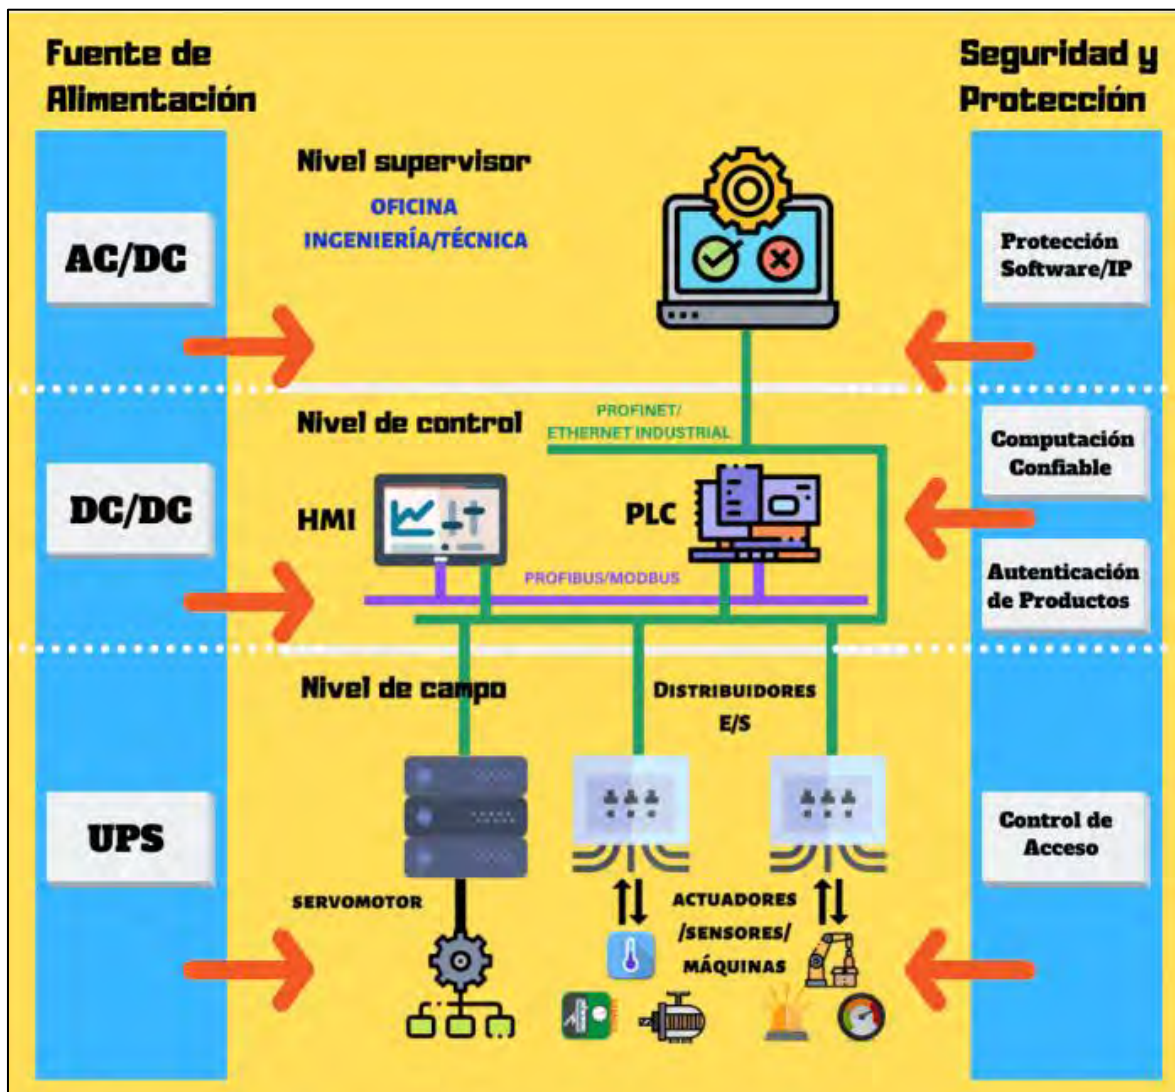 Fuente de
Alimentación
Seguridad y
Protección
Nivel supervisor
OFICINA
INGENIERÍA/TÉCNICA
AC/DC
Protección
Software/IP
Nivel de control
PROFINET/
ETHERNET INDUSTRIAL
DC/DC
HMI
PLC
Computación
Confiable
PROFIBUS/MODBUS
Autenticación
de Productos
Nivel de campo
DISTRIBUIDORES
E/S
UPS
Control de
Acceso
SERVOMOTOR
ACTUADORES
/SENSORES/
MÁQUINAS